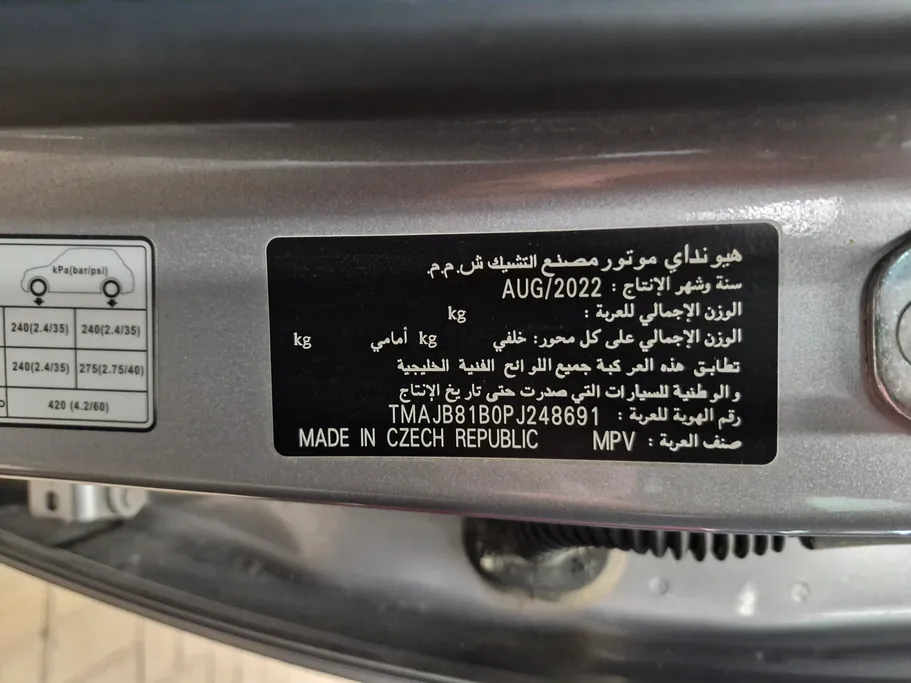 kPa(bar/psi)
240(2.4/35) 240(2.4/35)
240(2.4/35) 275(2.75/40)
420 (4.2/60)
هيونداي موتور مصنع التشيك ش.م.م.
سنة وشهر الإنتاج : AUG/2022
الوزن الإجمالي للعربة : kg
الوزن الإجمالي على كل محور: خلفي kg أمامي kg
تطابق هذه العركبة جميع اللرائح الفنية الخليجية
والرطنية للسيارات التي صدرت حتى تاريخ الإنتاج
رقم الهوية للعربة : TMAJB81B0PJ248691
صنف العربة : MPV MADE IN CZECH REPUBLIC